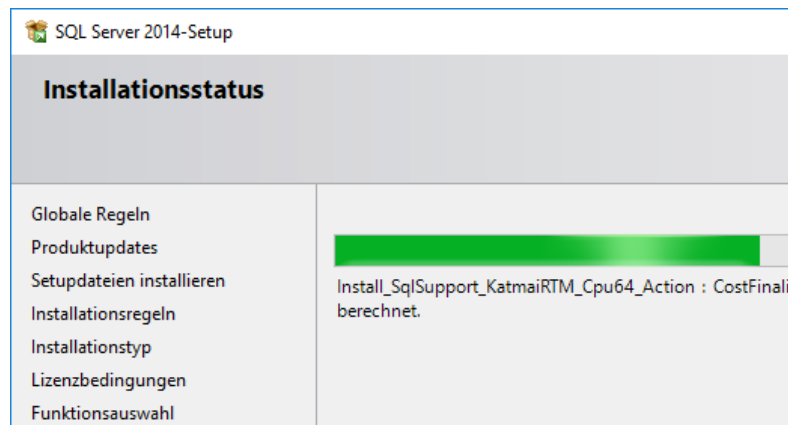 SQL Server 2014-Setup
Installationsstatus
Globale Regeln
Produktupdates
Setupdateien installieren
Installationsregeln
Installationstyp
Lizenzbedingungen
Funktionsauswahl
Install_SqlSupport_KatmaiRTM_Cpu64_Action : CostFinali
berechnet.